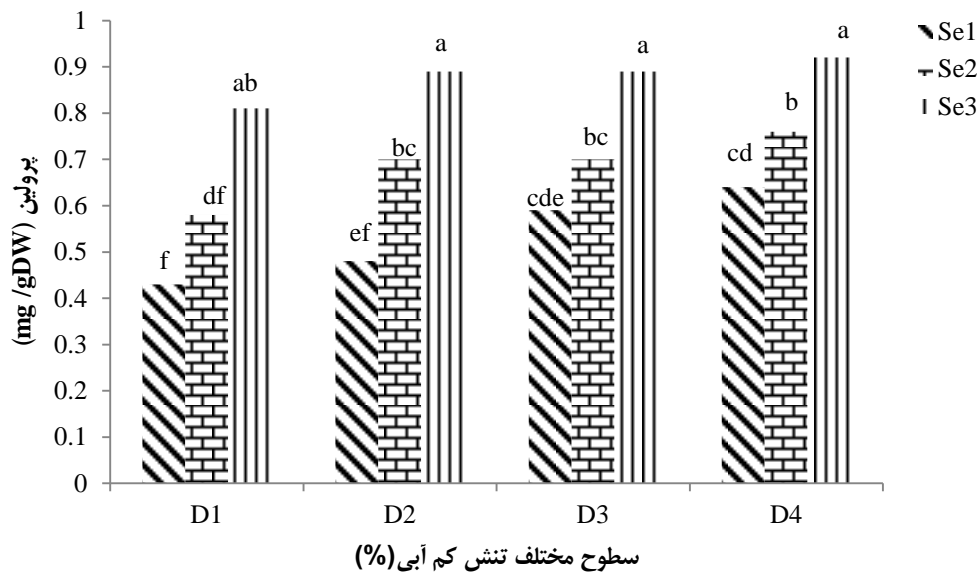 1
0.9
0.8
0.7
0.6
0.5
0.4
0.3
0.2
0.1
0
پرولین (mg /gDW)
f
df
ab
ef
bc
a
cde
bc
a
cd
b
a
D1 D2 D3 D4
سطوح مختلف تنش کم آبی(%)
Se1
Se2
Se3